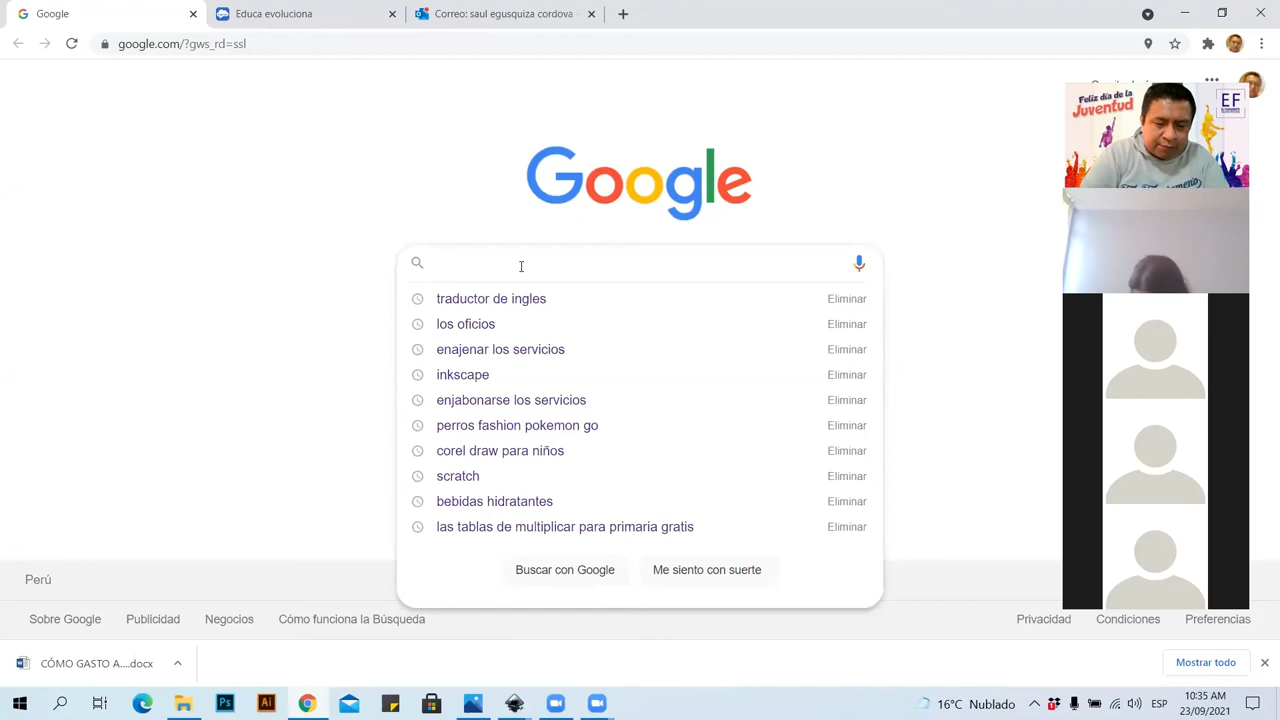 Google
Educa evoluciona
Correo: saul egusquiza cordova -
google.com/?gws_rd=ssl
Feliz día de la
Juventud
EF
Google
traductor de ingles Eliminar
los oficios Eliminar
enajenar los servicios Eliminar
inkscape Eliminar
enjabonarse los servicios Eliminar
perros fashion pokemon go Eliminar
corel draw para niños Eliminar
scratch Eliminar
bebidas hidratantes Eliminar
las tablas de multiplicar para primaria gratis Eliminar
Buscar con Google Me siento con suerte
Perú
Sobre Google Publicidad Negocios Cómo funciona la Búsqueda Privacidad Condiciones Preferencias
CÓMO GASTO A....docx Mostrar todo
Ps Ai 16°C Nublado ESP 10:35 AM
23/09/2021